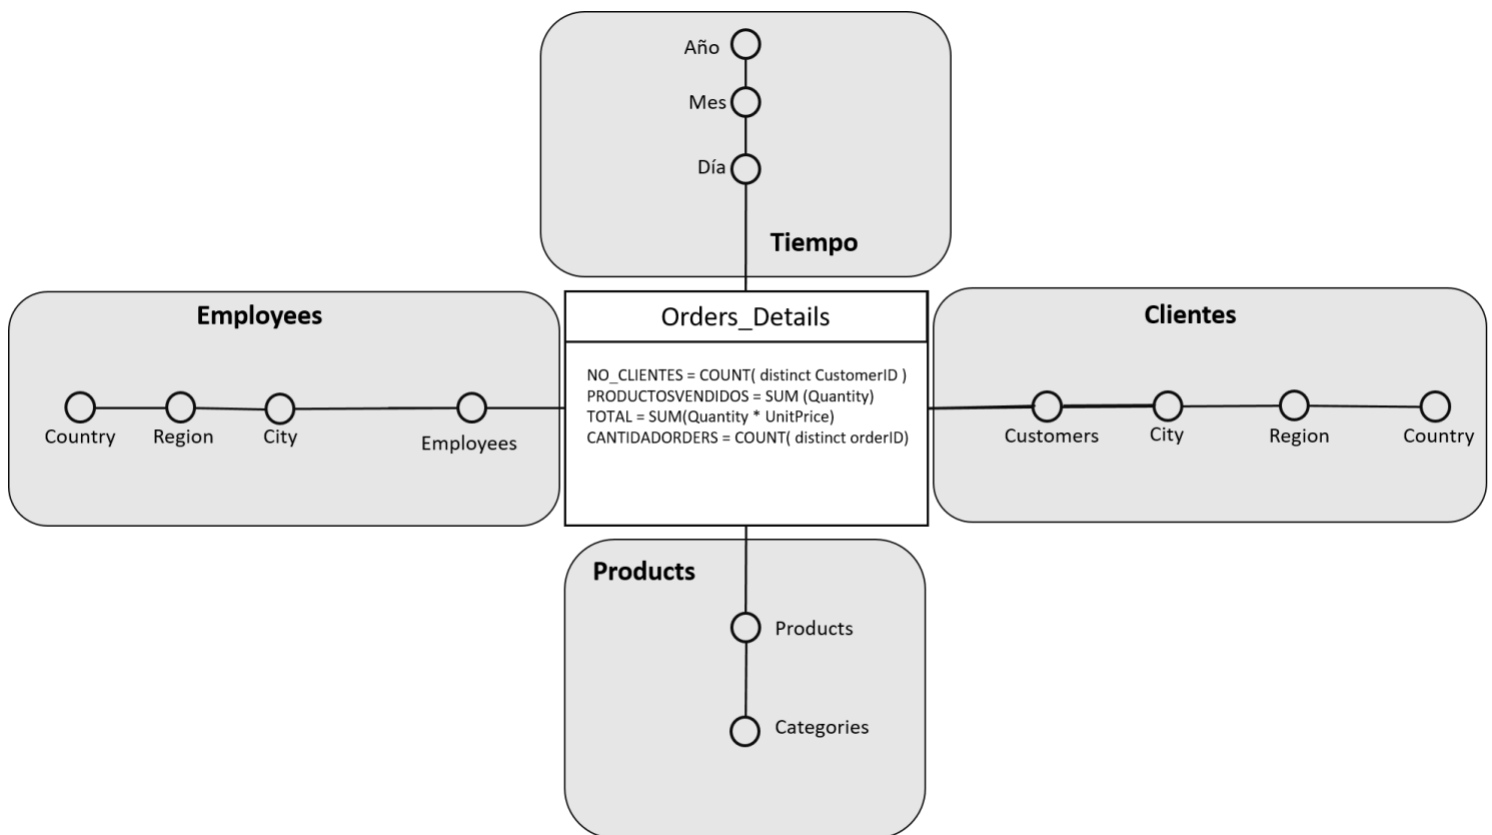 Año
Mes
Día
Tiempo
Employees
Country
Region
City
Employees
Orders_Details
NO_CLIENTES = COUNT( distinct CustomerID )
PRODUCTOSVENDIDOS = SUM (Quantity)
TOTAL = SUM(Quantity * UnitPrice)
CANTIDADORDERS = COUNT( distinct orderID)
Clientes
Customers
City
Region
Country
Products
Products
Categories